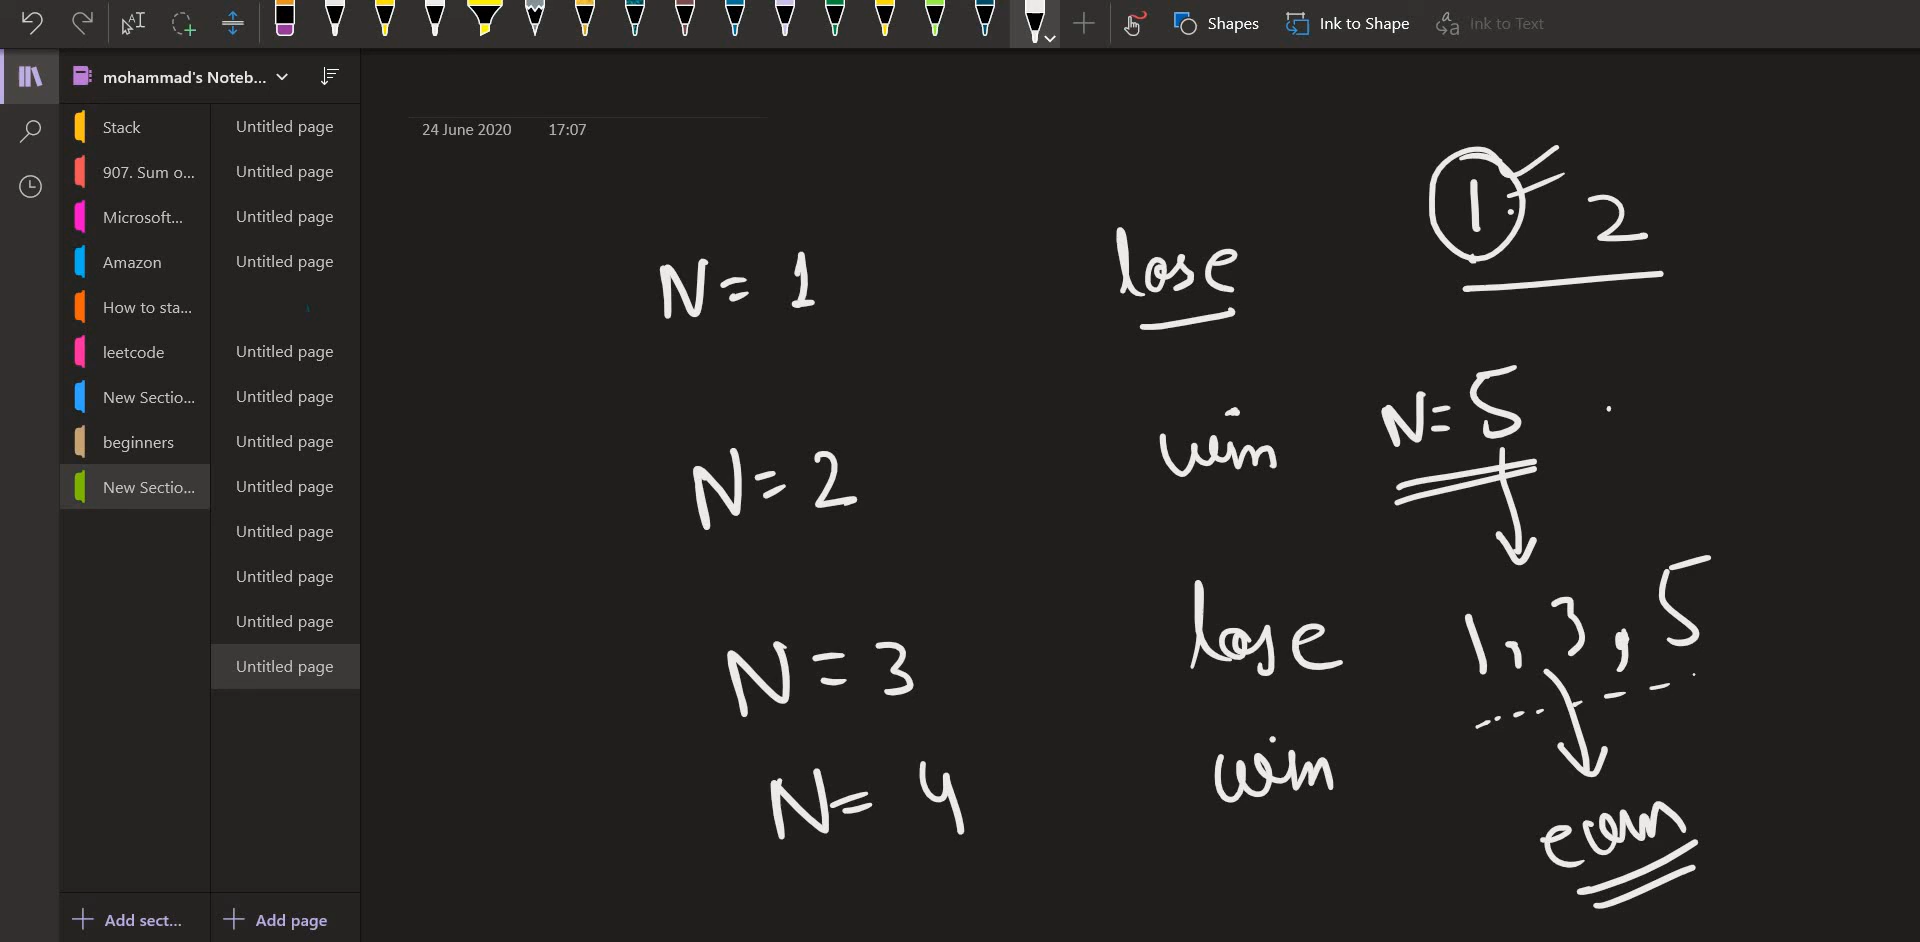 Shapes
Ink to Shape
Ink to Text
mohammad's Noteb...
Stack
907. Sum o...
Microsoft...
Amazon
How to sta...
leetcode
New Sectio...
beginners
New Sectio...
Add sect...
Untitled page
Untitled page
Untitled page
Untitled page
Untitled page
Untitled page
Untitled page
Untitled page
Untitled page
Untitled page
Untitled page
Untitled page
Add page
24 June 2020 17:07
1 2
N = 1 lose
N = 5
N = 2 win
N = 3 lose 1, 3, 5
N = 4 win